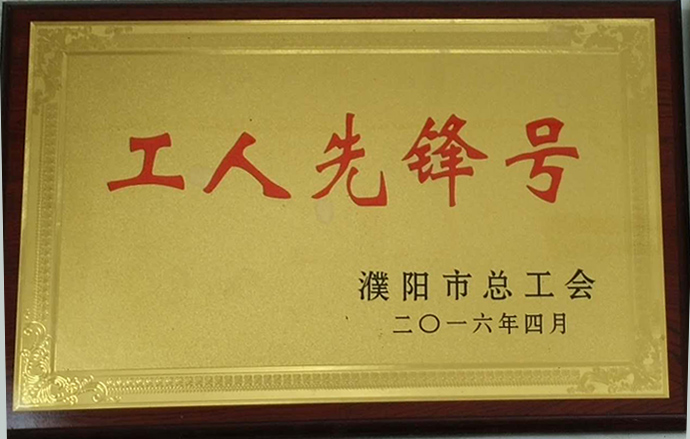 工人先锋号
濮阳市总工会
二〇一六年四月